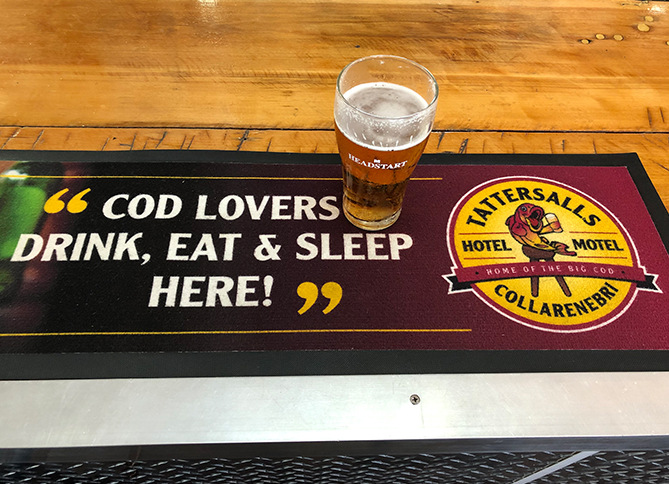 HEADSTART
“ COD LOVERS
DRINK, EAT & SLEEP
HERE! ”
TATTERSALLS
HOTEL MOTEL
HOME OF THE BIG COD
COLLARENEBRI